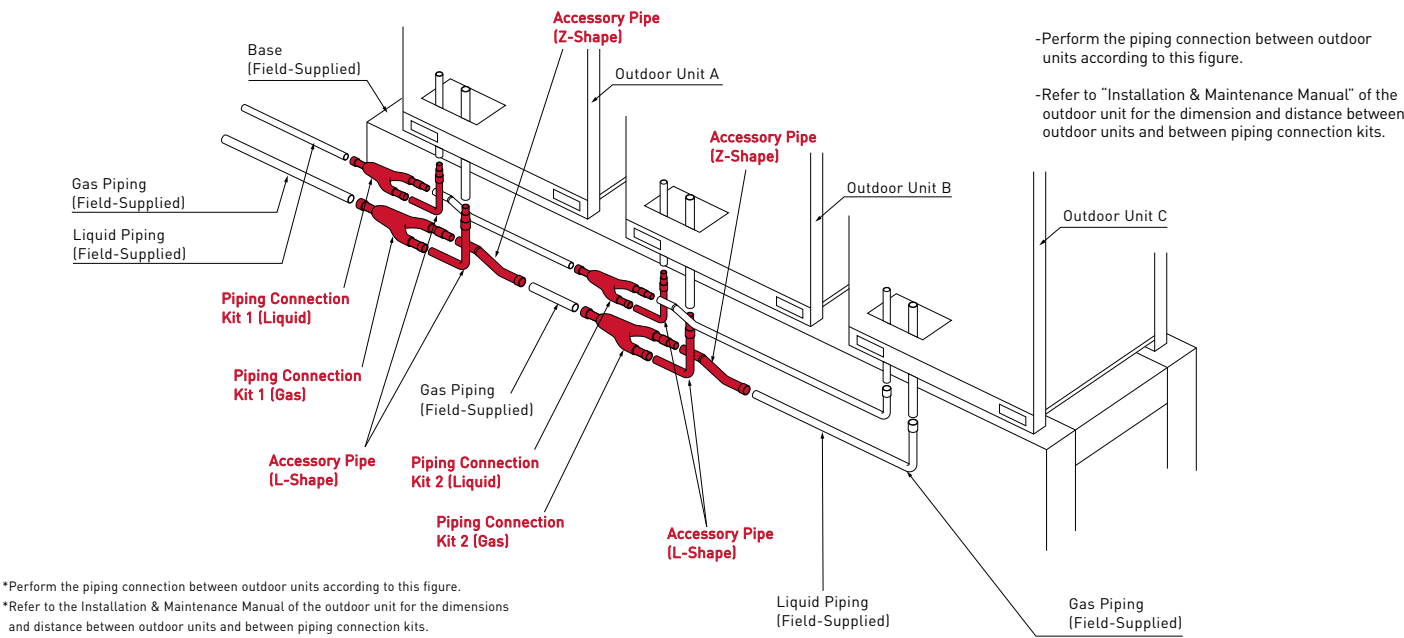 Accessory Pipe
(Z-Shape)
Base
(Field-Supplied)
Outdoor Unit A
-Perform the piping connection between outdoor
units according to this figure.
-Refer to “Installation & Maintenance Manual” of the
outdoor unit for the dimension and distance between
outdoor units and between piping connection kits.
Accessory Pipe
(Z-Shape)
Gas Piping
(Field-Supplied)
Outdoor Unit B
Outdoor Unit C
Liquid Piping
(Field-Supplied)
Piping Connection
Kit 1 (Liquid)
Piping Connection
Kit 1 (Gas)
Gas Piping
(Field-Supplied)
Accessory Pipe
(L-Shape)
Piping Connection
Kit 2 (Liquid)
Piping Connection
Kit 2 (Gas)
Accessory Pipe
(L-Shape)
*Perform the piping connection between outdoor units according to this figure.
*Refer to the Installation & Maintenance Manual of the outdoor unit for the dimensions
and distance between outdoor units and between piping connection kits.
Liquid Piping
(Field-Supplied)
Gas Piping
(Field-Supplied)